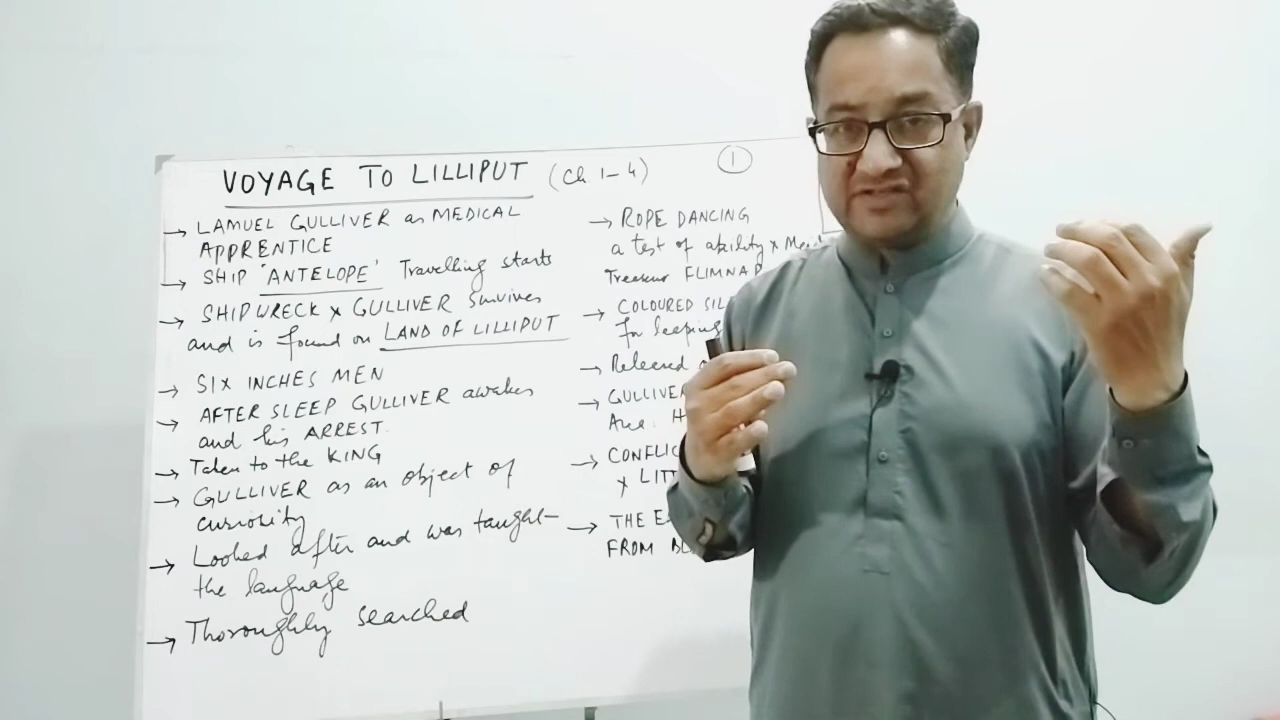 VOYAGE TO LILLIPUT (Ch 1-4)
1
→ LAMUEL GULLIVER as MEDICAL
APPRENTICE
→ SHIP 'ANTELOPE' Travelling starts
→ SHIPWRECK x GULLIVER Survives
and is found on LAND OF LILLIPUT
→ SIX INCHES MEN
→ AFTER SLEEP GULLIVER awakes
and his ARREST.
→ Taken to the KING
→ GULLIVER as an object of
curiosity
→ Looked after and was taught
the language
→ Thoroughly searched
→ ROPE DANCING
a test of ability x
FLIMNAP
→ COLOURED
For leaping
→ Released
→ GULLIVER
→
→ THE
FROM